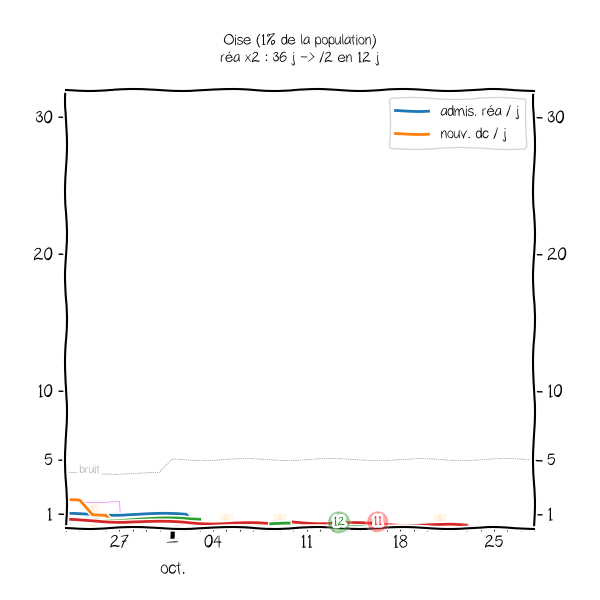 Oise (1% de la population)
réa x2 : 36 j -> /2 en 12 j
admis. réa / j
nouv. dc / j
30 30
20 20
10 10
5 5
bruit
1 1
12 11
27 04 11 18 25
oct.